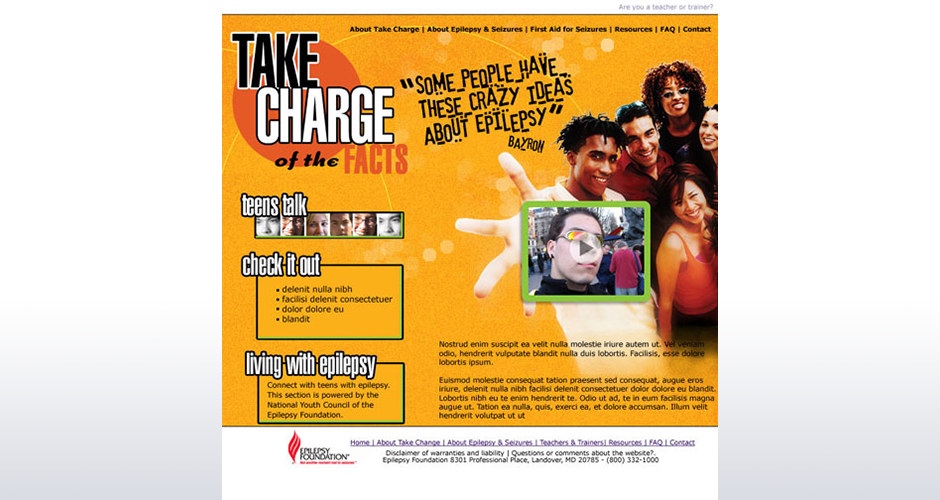 Are you a teacher or trainer?
About Take Charge | About Epilepsy & Seizures | First Aid for Seizures | Resources | FAQ | Contact
TAKE
CHARGE
of the FACTS
"SOME PEOPLE HAVE
THESE CRAZY IDEAS
ABOUT EPILEPSY"
BAYRON
teens talk
check it out
• delenit nulla nibh
• facilisi delenit consectetuer
• dolor dolore eu
• blandit
living with epilepsy
Connect with teens with epilepsy.
This section is powered by the
National Youth Council of the
Epilepsy Foundation.
Nostrud enim suscipit ea velit nulla molestie iriure autem ut. Vel veniam
odio, hendrerit vulputate blandit nulla duis lobortis. Facilisis, esse dolore
lobortis ipsum.
Euismod molestie consequat tation praesent sed consequat, augue eros
iriure, delenit nulla nibh facilisi delenit consectetuer dolor dolore eu blandit.
Lobortis nibh eu te enim hendrerit te. Odio ut ad, te in eum facilisis magna
augue ut. Tation ea nulla, quis, exerci ea, et dolore accumsan. Illum velit
hendrerit volutpat ut ut
EPILEPSY
FOUNDATION®
Not another moment lost to seizures™
Home | About Take Change | About Epilepsy & Seizures | Teachers & Trainers| Resources | FAQ | Contact
Disclaimer of warranties and liability | Questions or comments about the website?.
Epilepsy Foundation 8301 Professional Place, Landover, MD 20785 - (800) 332-1000